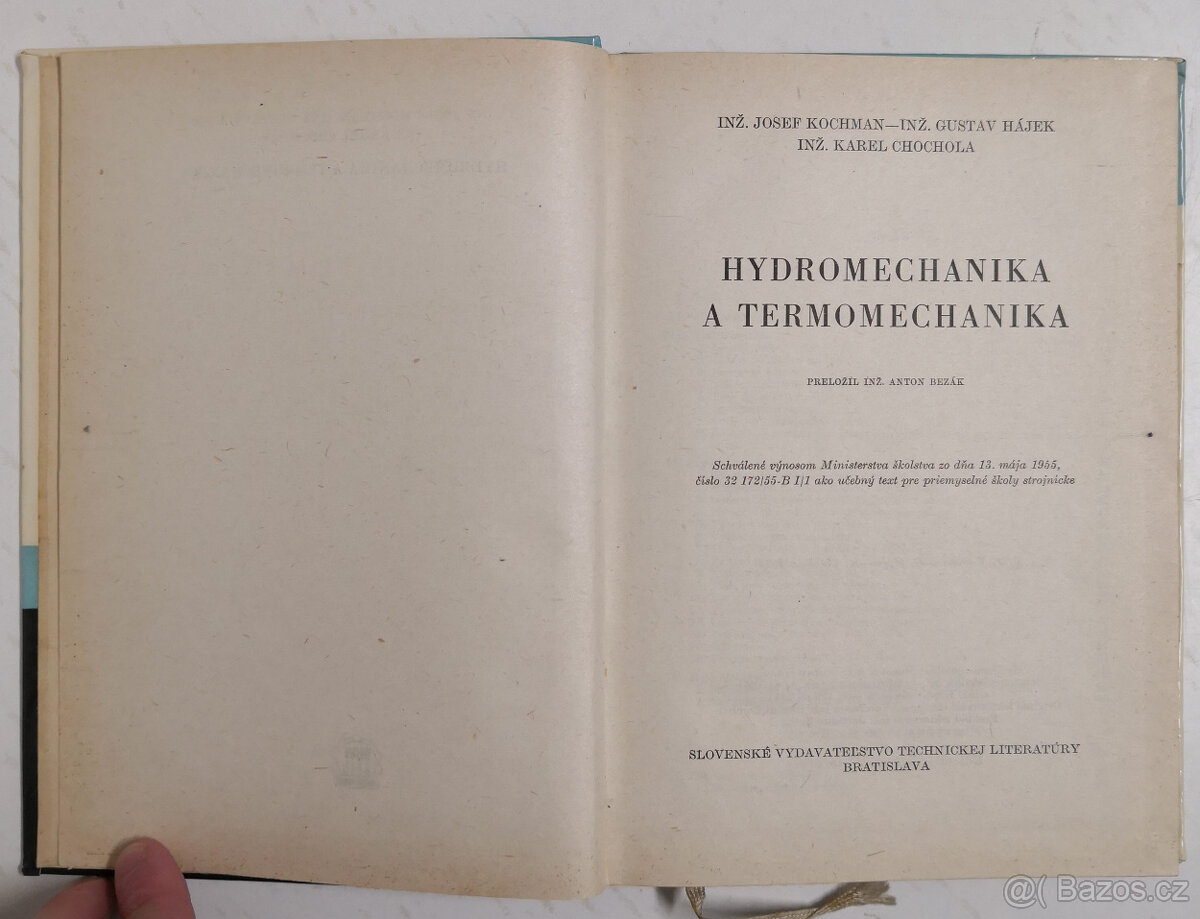 INŽ. JOSEF KOCHMAN—INŽ. GUSTAV HÁJEK
INŽ. KAREL CHOCHOLA
HYDROMECHANIKA
A TERMOMECHANIKA
PRELOŽIL INŽ. ANTON BEZÁK
Schválené výnosom Ministerstva školstva zo dňa 13. mája 1955,
číslo 32 172/55-B I/1 ako učebný text pre priemyselné školy strojnícke
SLOVENSKÉ VYDAVATEĽSTVO TECHNICKEJ LITERATÚRY
BRATISLAVA
@( Bazos.cz